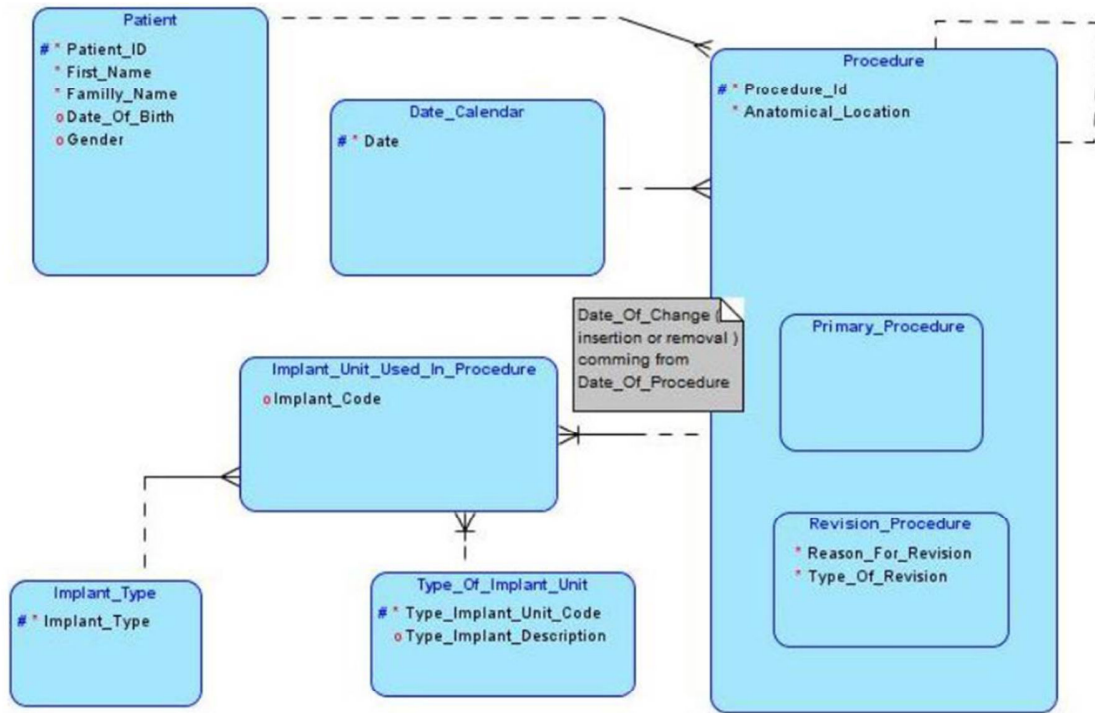 Patient
# * Patient_ID
* First_Name
* Familly_Name
o Date_Of_Birth
o Gender
Date_Calendar
# * Date
Procedure
# * Procedure_Id
* Anatomical_Location
Date_Of_Change (
insertion or removal )
comming from
Date_Of_Procedure
Primary_Procedure
Implant_Unit_Used_In_Procedure
o Implant_Code
Revision_Procedure
* Reason_For_Revision
* Type_Of_Revision
Implant_Type
# * Implant_Type
Type_Of_Implant_Unit
# * Type_Implant_Unit_Code
o Type_Implant_Description